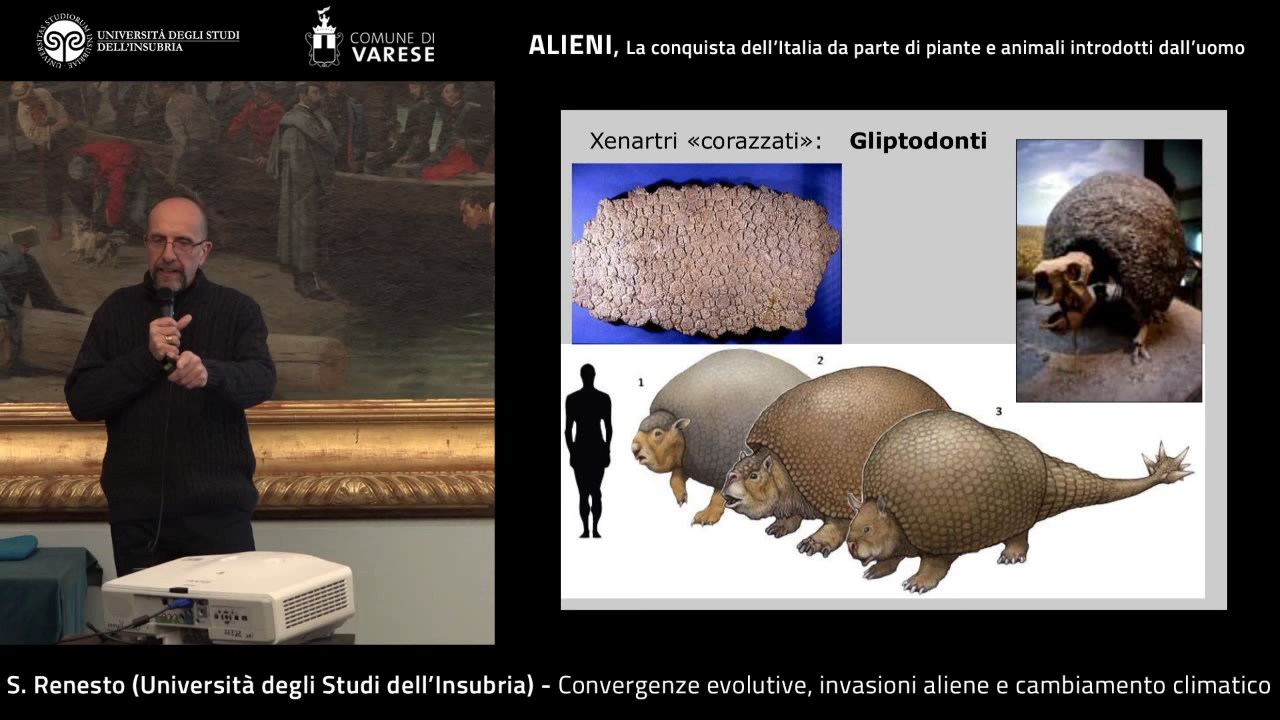 UNIVERSITÀ DEGLI STUDI
DELL'INSUBRIA
COMUNE DI
VARESE
ALIENI, La conquista dell'Italia da parte di piante e animali introdotti dall'uomo
Xenartri «corazzati»: Gliptodonti
1
2
3
S. Renesto (Università degli Studi dell'Insubria) - Convergenze evolutive, invasioni aliene e cambiamento climatico